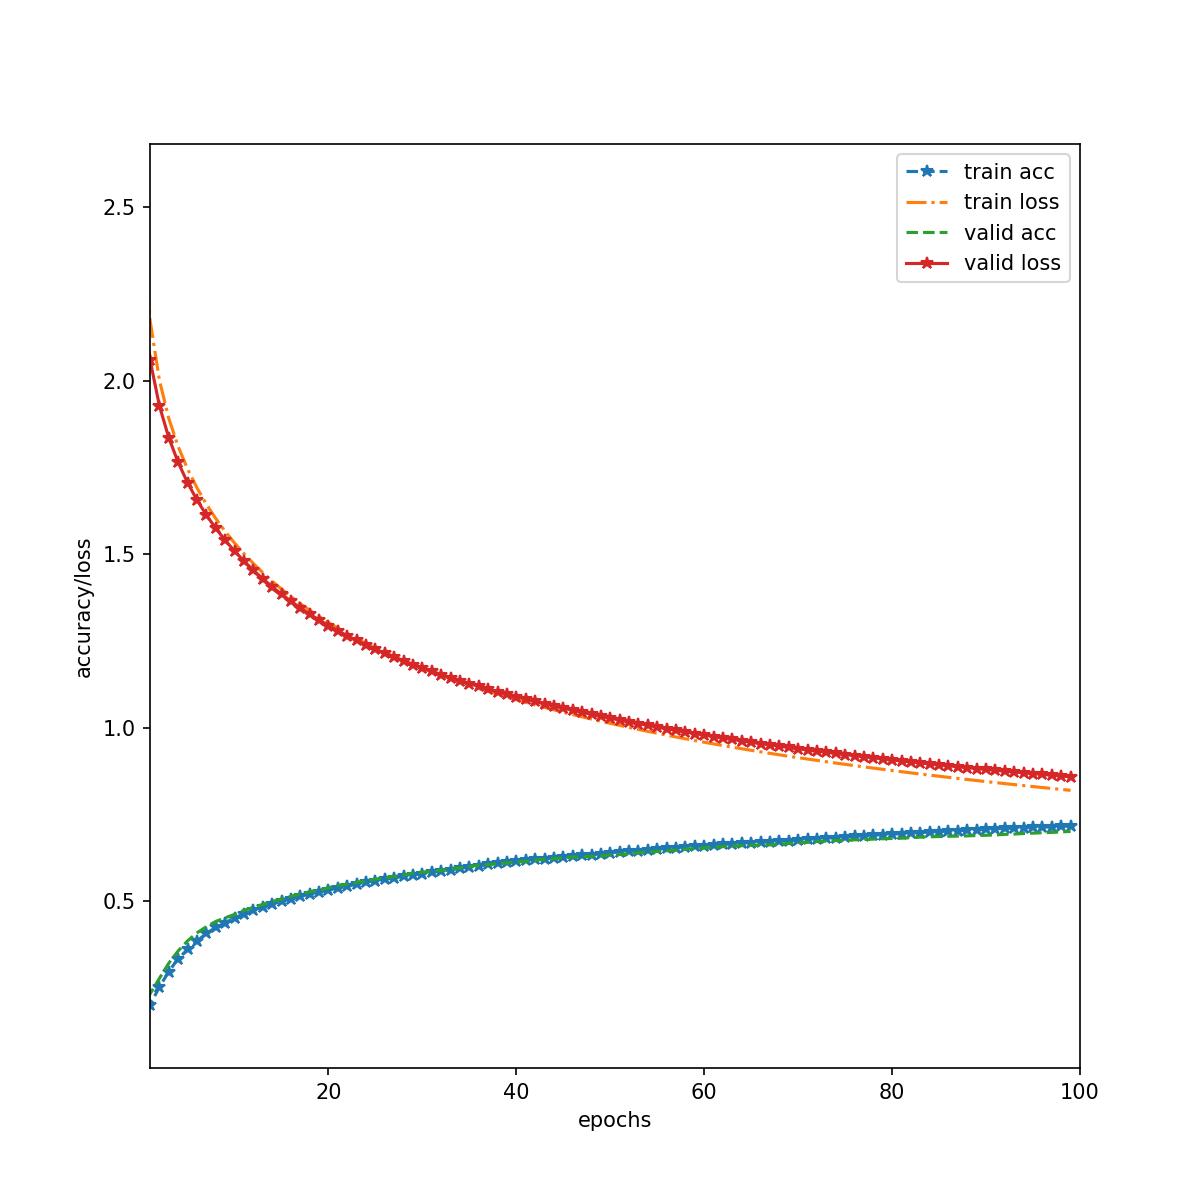 2.5
2.0
1.5
1.0
0.5
accuracy/loss
train acc
train loss
valid acc
valid loss
20 40 60 80 100
epochs